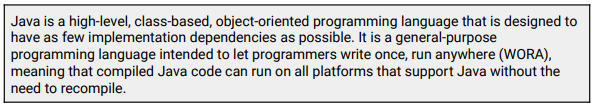 Java is a high-level, class-based, object-oriented programming language that is designed to
have as few implementation dependencies as possible. It is a general-purpose
programming language intended to let programmers write once, run anywhere (WORA),
meaning that compiled Java code can run on all platforms that support Java without the
need to recompile.